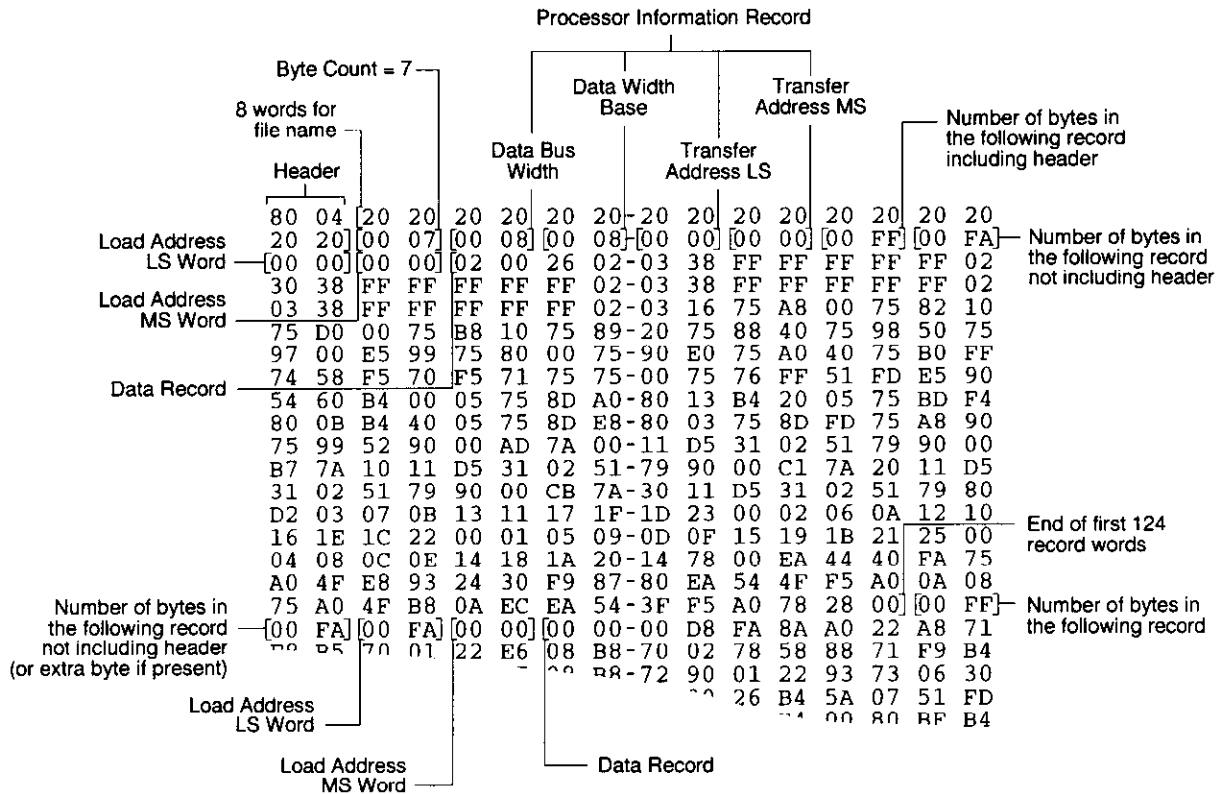 Processor Information Record
Byte Count = 7
Data Width
Base
Transfer
Address MS
8 words for
file name
Number of bytes in
the following record
including header
Data Bus
Width
Transfer
Address LS
Header
80 04 [20 20 20 20 20 20-20 20 20 20 20 20 20 20
Load Address
LS Word
20 20] [00 07] [00 08] [00 08]-[00 00] [00 00] [00 FF] [00 FA]
Number of bytes in
the following record
not including header
[00 00] [00 00] [02 00 26 02-03 38 FF FF FF FF FF 02
Load Address
MS Word
30 38 FF FF FF FF FF 02-03 38 FF FF FF FF FF 02
03 38 FF FF FF FF FF 02-03 16 75 A8 00 75 82 10
75 D0 00 75 B8 10 75 89-20 75 88 40 75 98 50 75
97 00 E5 99 75 80 00 75-90 E0 75 A0 40 75 B0 FF
Data Record
74 58 F5 70 F5 71 75 75-00 75 76 FF 51 FD E5 90
54 60 B4 00 05 75 8D A0-80 13 B4 20 05 75 BD F4
80 0B B4 40 05 75 8D E8-80 03 75 8D FD 75 A8 90
75 99 52 90 00 AD 7A 00-11 D5 31 02 51 79 90 00
B7 7A 10 11 D5 31 02 51-79 90 00 C1 7A 20 11 D5
31 02 51 79 90 00 CB 7A-30 11 D5 31 02 51 79 80
D2 03 07 0B 13 11 17 1F-1D 23 00 02 06 0A 12 10
16 1E 1C 22 00 01 05 09-0D 0F 15 19 1B 21 25 00
End of first 124
record words
04 08 0C 0E 14 18 1A 20-14 78 00 EA 44 40 FA 75
A0 4F E8 93 24 30 F9 87-80 EA 54 4F F5 A0 0A 08
75 A0 4F B8 0A EC EA 54-3F F5 A0 78 28 00] [00 FF]
Number of bytes in
the following record
Number of bytes in
the following record
not including header
(or extra byte if present)
[00 FA] [00 FA] [00 00] [00 00-00 D8 FA 8A A0 22 A8 71
B5 70 01 22 E6 08 B8-70 02 78 58 88 71 F9 B4
B8-72 90 01 22 93 73 06 30
26 B4 5A 07 51 FD
00 80 BF B4
Load Address
LS Word
Load Address
MS Word
Data Record